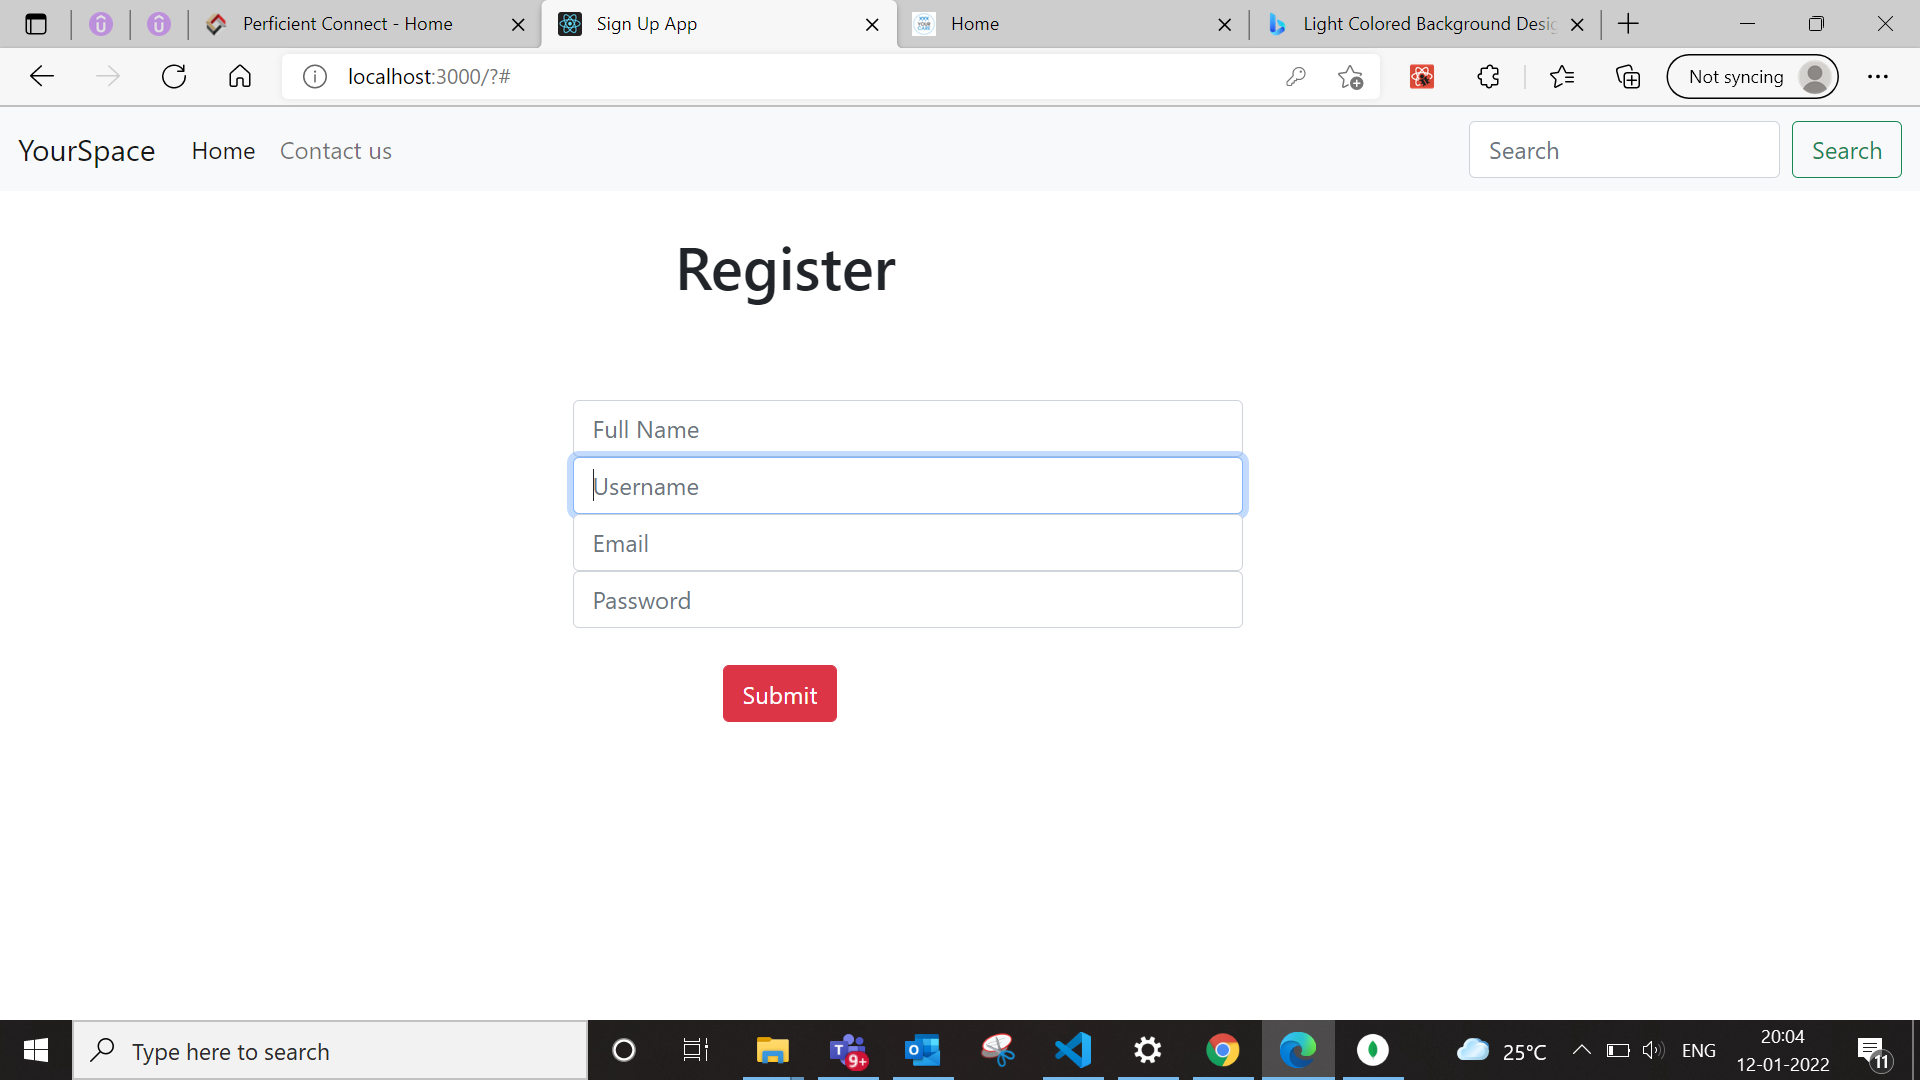 Perficient Connect - Home
Sign Up App
Home
Light Colored Background Desig
localhost:3000/?#
Not syncing
YourSpace
Home
Contact us
Search
Search
Register
Full Name
Username
Email
Password
Submit
Type here to search
9+
25°C
ENG
20:04
12-01-2022
11